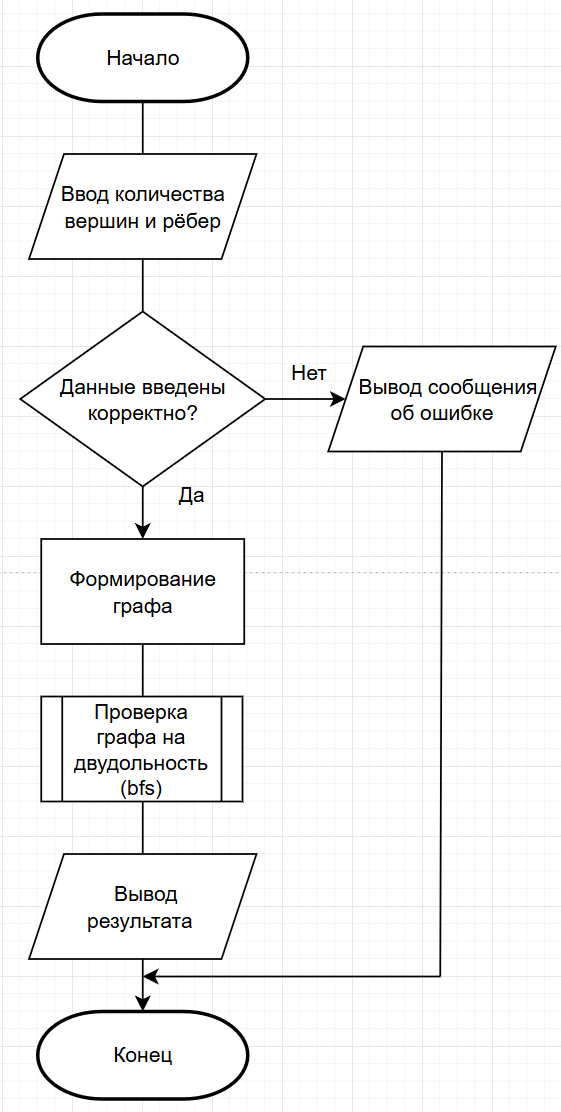 Начало
Ввод количества
вершин и рёбер
Данные введены
корректно?
Нет
Вывод сообщения
об ошибке
Да
Формирование
графа
Проверка
графа на
двудольность
(bfs)
Вывод
результата
Конец